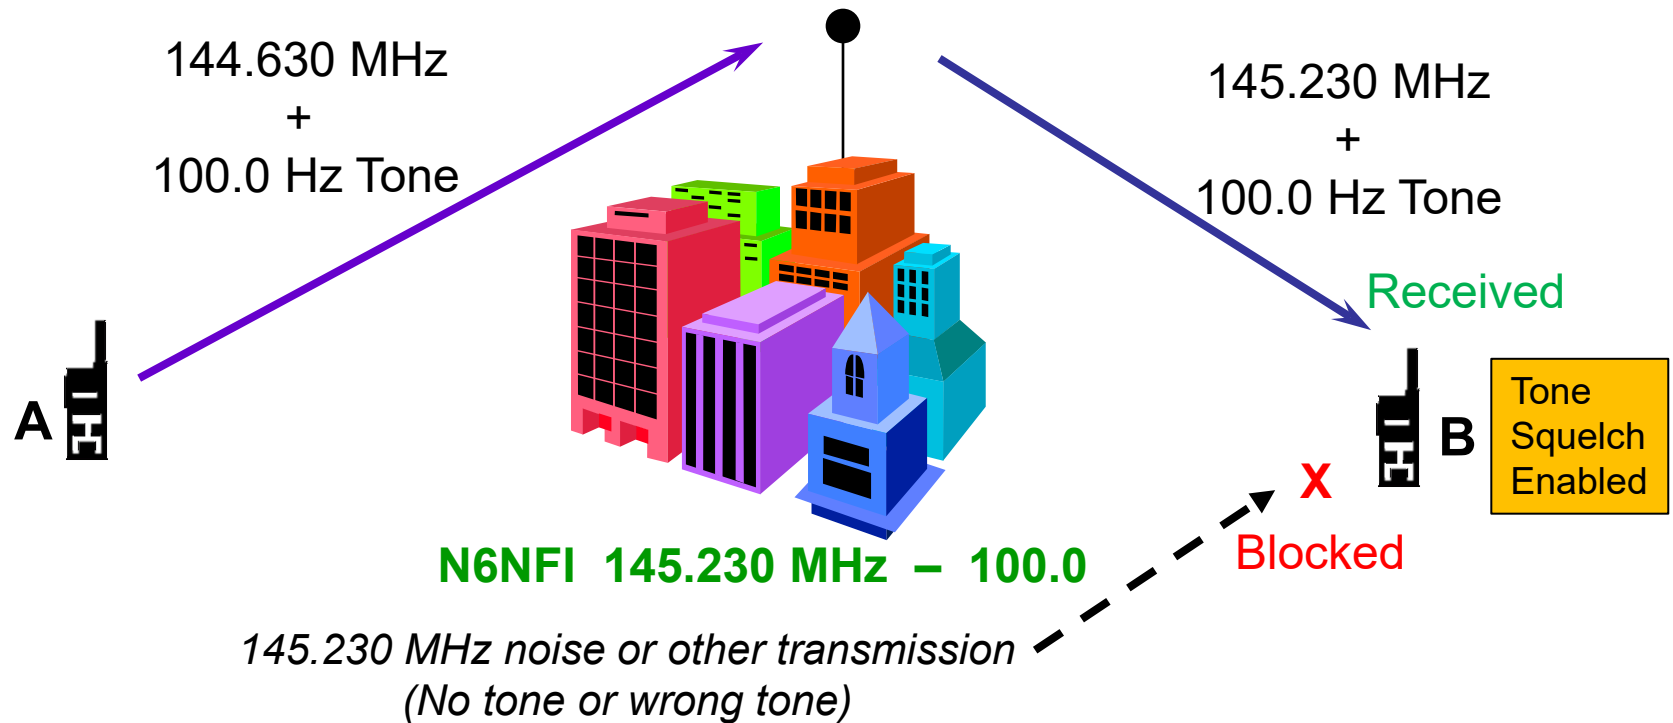 144.630 MHz
+
100.0 Hz Tone
145.230 MHz
+
100.0 Hz Tone
Received
A
B
Tone
Squelch
Enabled
X
Blocked
N6NFI 145.230 MHz – 100.0
145.230 MHz noise or other transmission
(No tone or wrong tone)